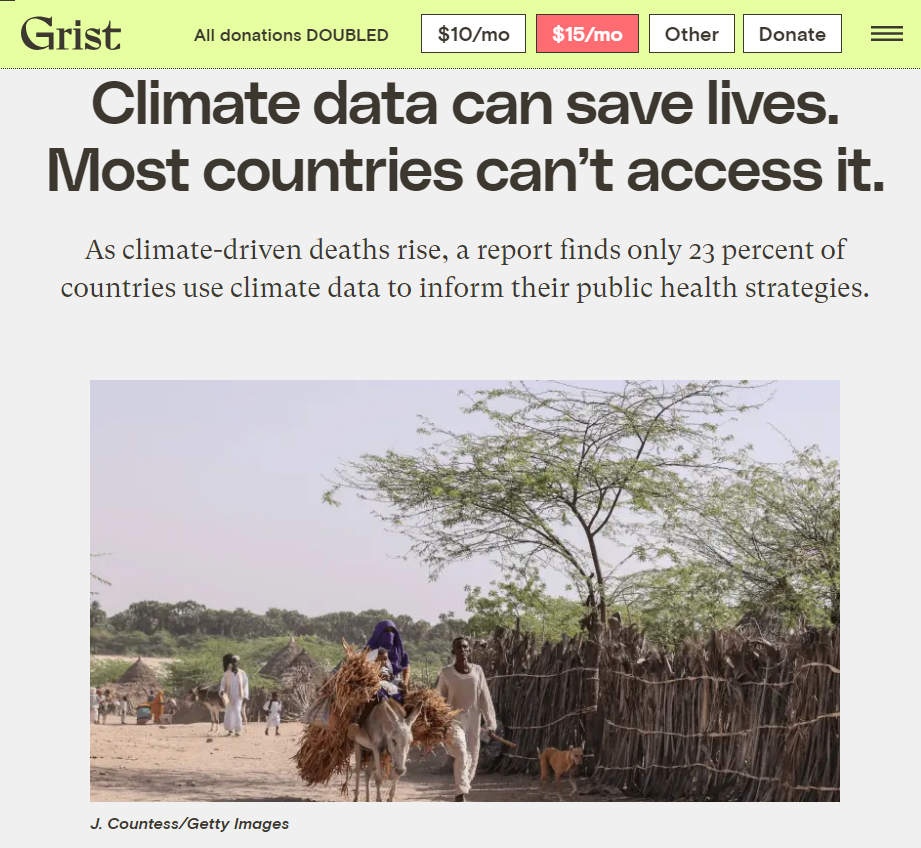 Grist
All donations DOUBLED
$10/mo
$15/mo
Other
Donate
Climate data can save lives.
Most countries can’t access it.
As climate-driven deaths rise, a report finds only 23 percent of
countries use climate data to inform their public health strategies.
J. Countess/Getty Images